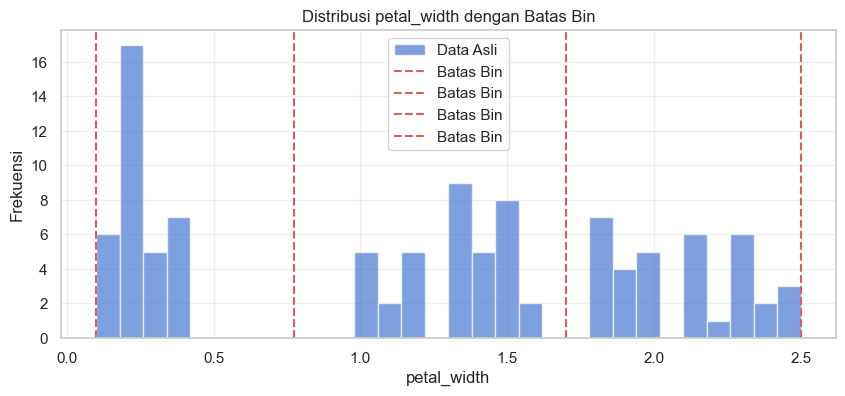 Distribusi petal_width dengan Batas Bin
Data Asli
Batas Bin
Batas Bin
Batas Bin
Batas Bin
Frekuensi
16
14
12
10
8
6
4
2
0
0.0 0.5 1.0 1.5 2.0 2.5
petal_width